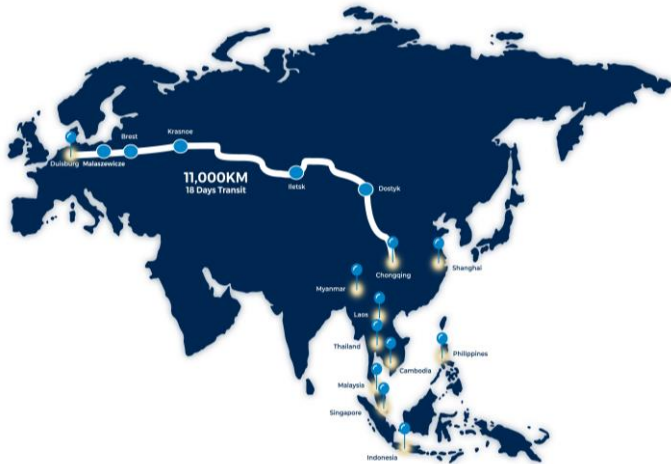 Brest
Krasnoe
Duisburg
Malaszewicze
11,000KM
18 Days Transit
Iletsk
Dostyk
Chongqing
Shanghai
Myanmar
Laos
Thailand
Cambodia
Philippines
Malaysia
Singapore
Indonesia